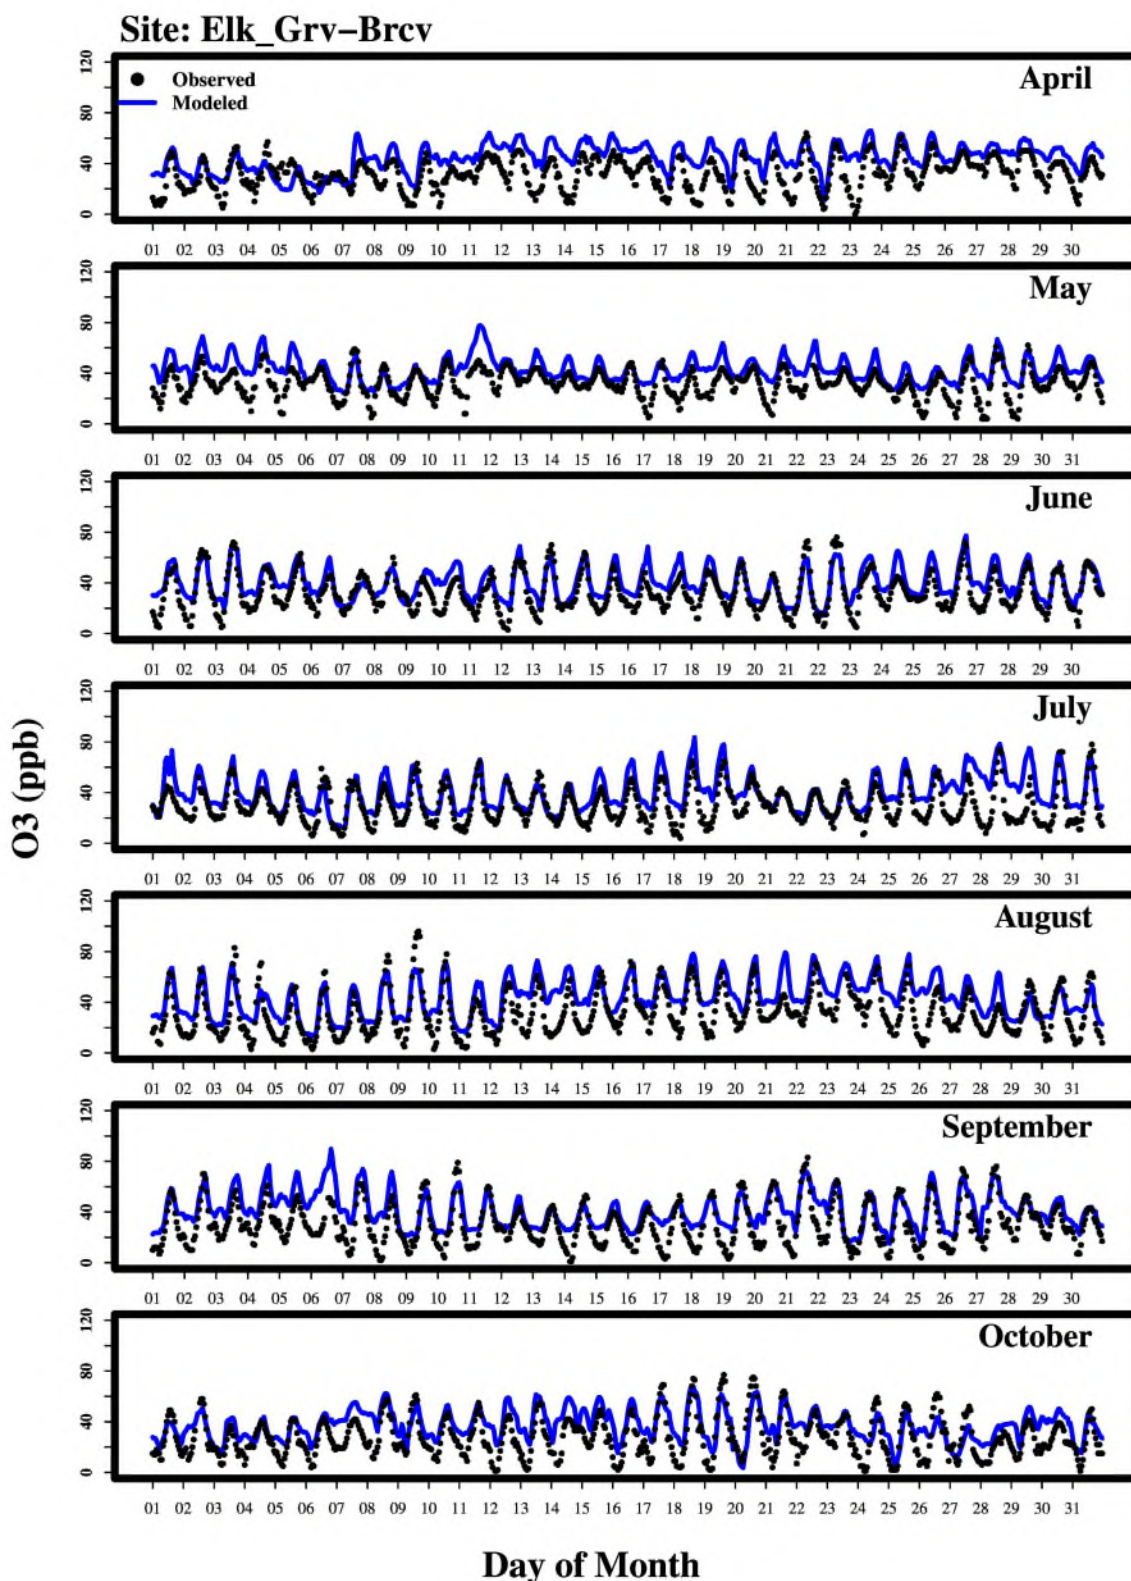 Site: Elk_Grv−Brcv
Observed
Modeled
April
0 40 80 120
01 02 03 04 05 06 07 08 09 10 11 12 13 14 15 16 17 18 19 20 21 22 23 24 25 26 27 28 29 30
May
0 40 80 120
01 02 03 04 05 06 07 08 09 10 11 12 13 14 15 16 17 18 19 20 21 22 23 24 25 26 27 28 29 30 31
June
0 40 80 120
01 02 03 04 05 06 07 08 09 10 11 12 13 14 15 16 17 18 19 20 21 22 23 24 25 26 27 28 29 30
July
0 40 80 120
01 02 03 04 05 06 07 08 09 10 11 12 13 14 15 16 17 18 19 20 21 22 23 24 25 26 27 28 29 30 31
August
0 40 80 120
01 02 03 04 05 06 07 08 09 10 11 12 13 14 15 16 17 18 19 20 21 22 23 24 25 26 27 28 29 30 31
September
0 40 80 120
01 02 03 04 05 06 07 08 09 10 11 12 13 14 15 16 17 18 19 20 21 22 23 24 25 26 27 28 29 30
October
0 40 80 120
01 02 03 04 05 06 07 08 09 10 11 12 13 14 15 16 17 18 19 20 21 22 23 24 25 26 27 28 29 30 31
O3 (ppb)
Day of Month